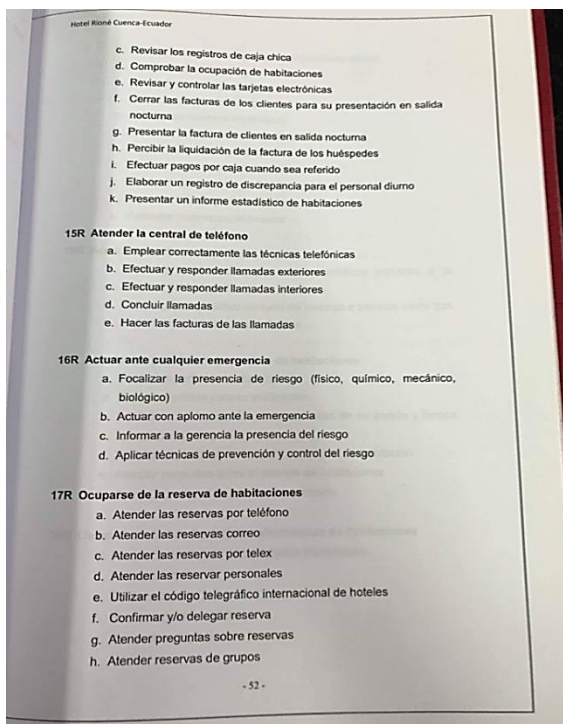 Hotel Rioné Cuenca-Ecuador
c. Revisar los registros de caja chica
d. Comprobar la ocupación de habitaciones
e. Revisar y controlar las tarjetas electrónicas
f. Cerrar las facturas de los clientes para su presentación en salida
nocturna
g. Presentar la factura de clientes en salida nocturna
h. Percibir la liquidación de la factura de los huéspedes
i. Efectuar pagos por caja cuando sea referido
j. Elaborar un registro de discrepancia para el personal diurno
k. Presentar un informe estadístico de habitaciones
15R Atender la central de teléfono
a. Emplear correctamente las técnicas telefónicas
b. Efectuar y responder llamadas exteriores
c. Efectuar y responder llamadas interiores
d. Concluir llamadas
e. Hacer las facturas de las llamadas
16R Actuar ante cualquier emergencia
a. Focalizar la presencia de riesgo (físico, químico, mecánico,
biológico)
b. Actuar con aplomo ante la emergencia
c. Informar a la gerencia la presencia del riesgo
d. Aplicar técnicas de prevención y control del riesgo
17R Ocuparse de la reserva de habitaciones
a. Atender las reservas por teléfono
b. Atender las reservas correo
c. Atender las reservas por telex
d. Atender las reservar personales
e. Utilizar el código telegráfico internacional de hoteles
f. Confirmar y/o delegar reserva
g. Atender preguntas sobre reservas
h. Atender reservas de grupos
- 52 -